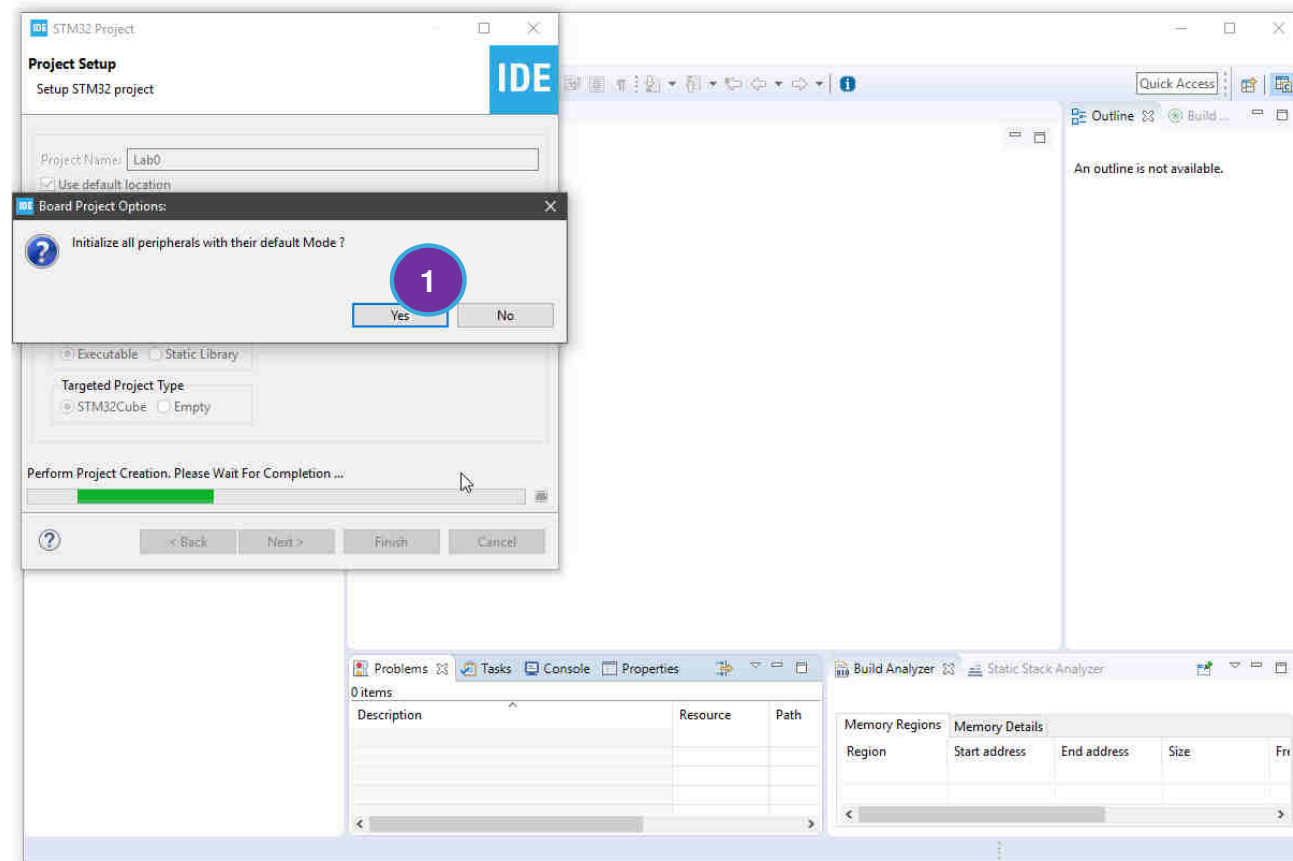 IDE STM32 Project
Project Setup
Setup STM32 project
IDE
Quick Access
Outline
Build ...
An outline is not available.
Project Name: Lab0
Use default location
IDE Board Project Options:
Initialize all peripherals with their default Mode ?
1
Yes
No
Executable
Static Library
Targeted Project Type
STM32Cube
Empty
Perform Project Creation. Please Wait For Completion ...
< Back
Next >
Finish
Cancel
Problems
Tasks
Console
Properties
Build Analyzer
Static Stack Analyzer
0 items
Description
Resource
Path
Memory Regions
Memory Details
Region
Start address
End address
Size